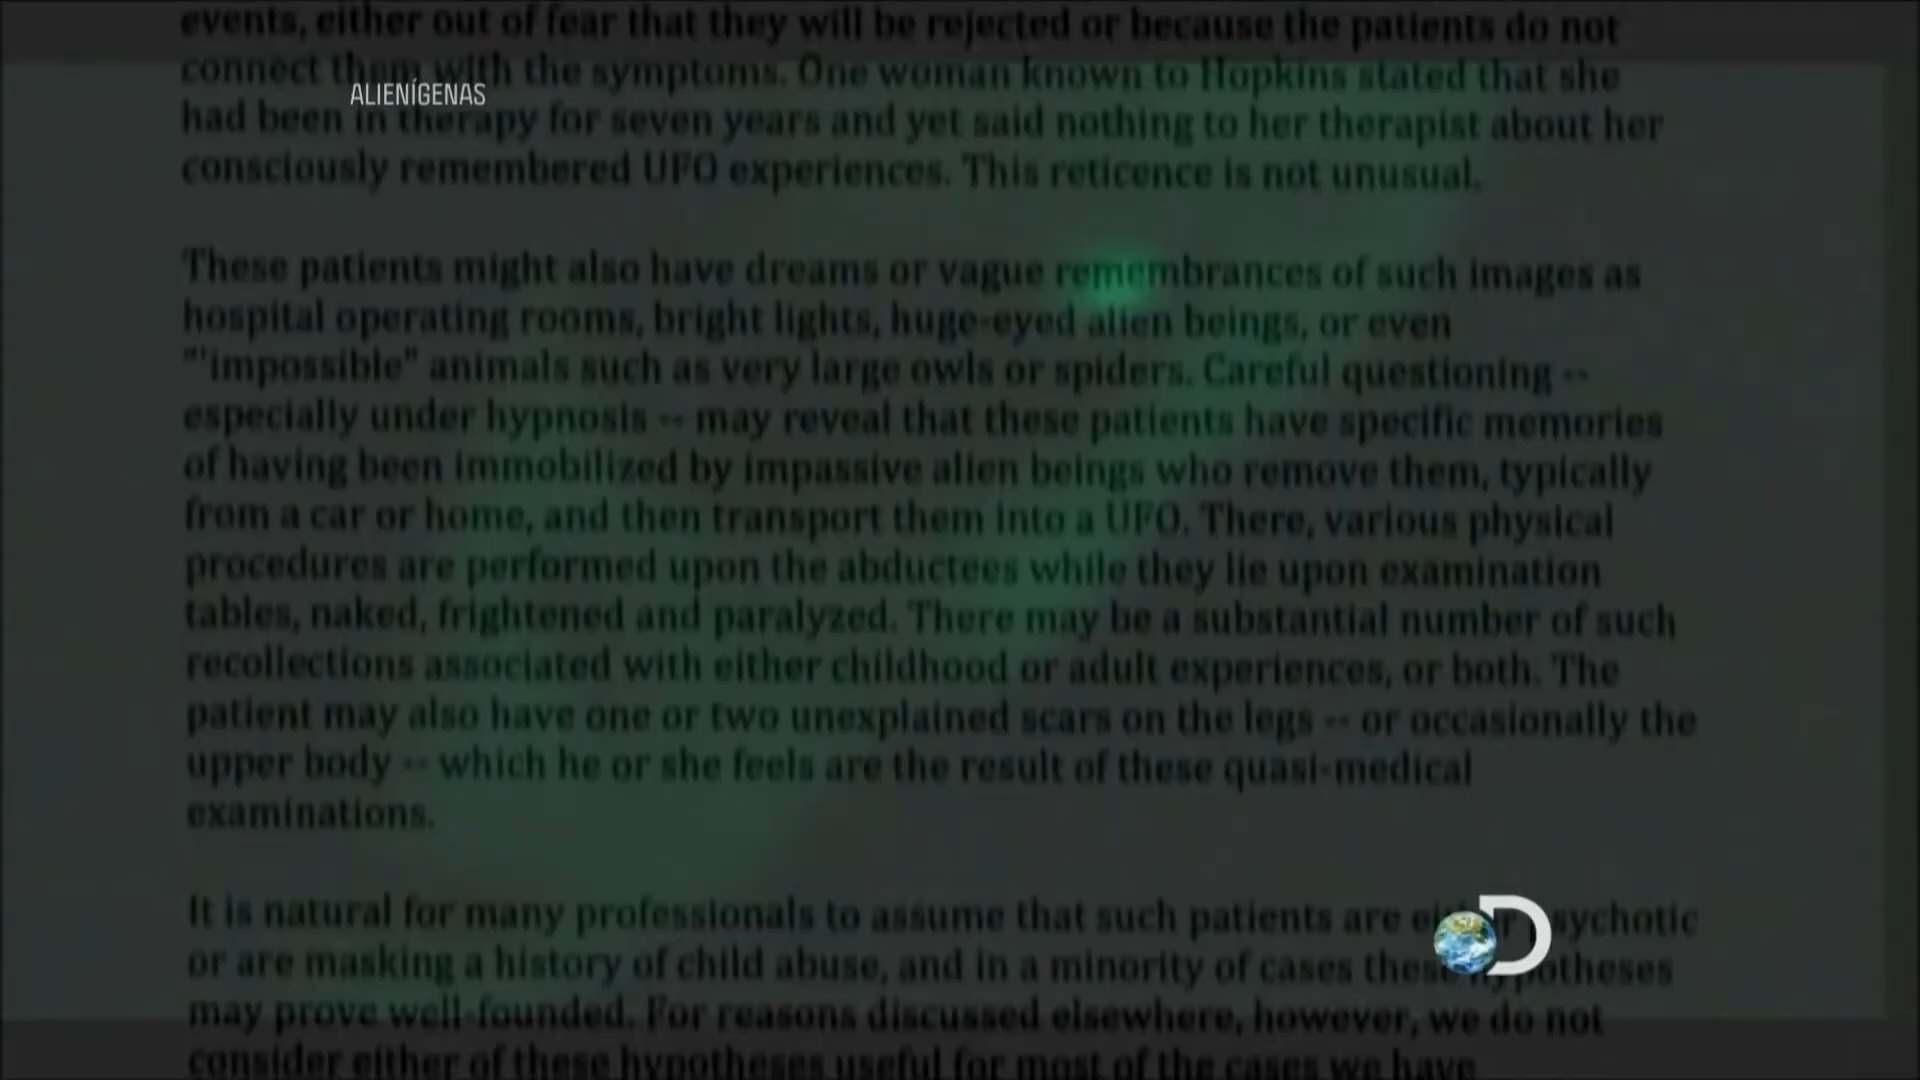 events, either out of fear that they will be rejected or because the patients do not
connect them with the symptoms. One woman known to Hopkins stated that she
ALIENÍGENAS
had been in therapy for seven years and yet said nothing to her therapist about her
consciously remembered UFO experiences. This reticence is not unusual.
These patients might also have dreams or vague remembrances of such images as
hospital operating rooms, bright lights, huge-eyed alien beings, or even
"'impossible" animals such as very large owls or spiders. Careful questioning --
especially under hypnosis -- may reveal that these patients have specific memories
of having been immobilized by impassive alien beings who remove them, typically
from a car or home, and then transport them into a UFO. There, various physical
procedures are performed upon the abductees while they lie upon examination
tables, naked, frightened and paralyzed. There may be a substantial number of such
recollections associated with either childhood or adult experiences, or both. The
patient may also have one or two unexplained scars on the legs -- or occasionally the
upper body -- which he or she feels are the result of these quasi-medical
examinations.
It is natural for many professionals to assume that such patients are either psychotic
or are masking a history of child abuse, and in a minority of cases these hypotheses
may prove well-founded. For reasons discussed elsewhere, however, we do not
consider either of these hypotheses useful for most of the cases we have
D